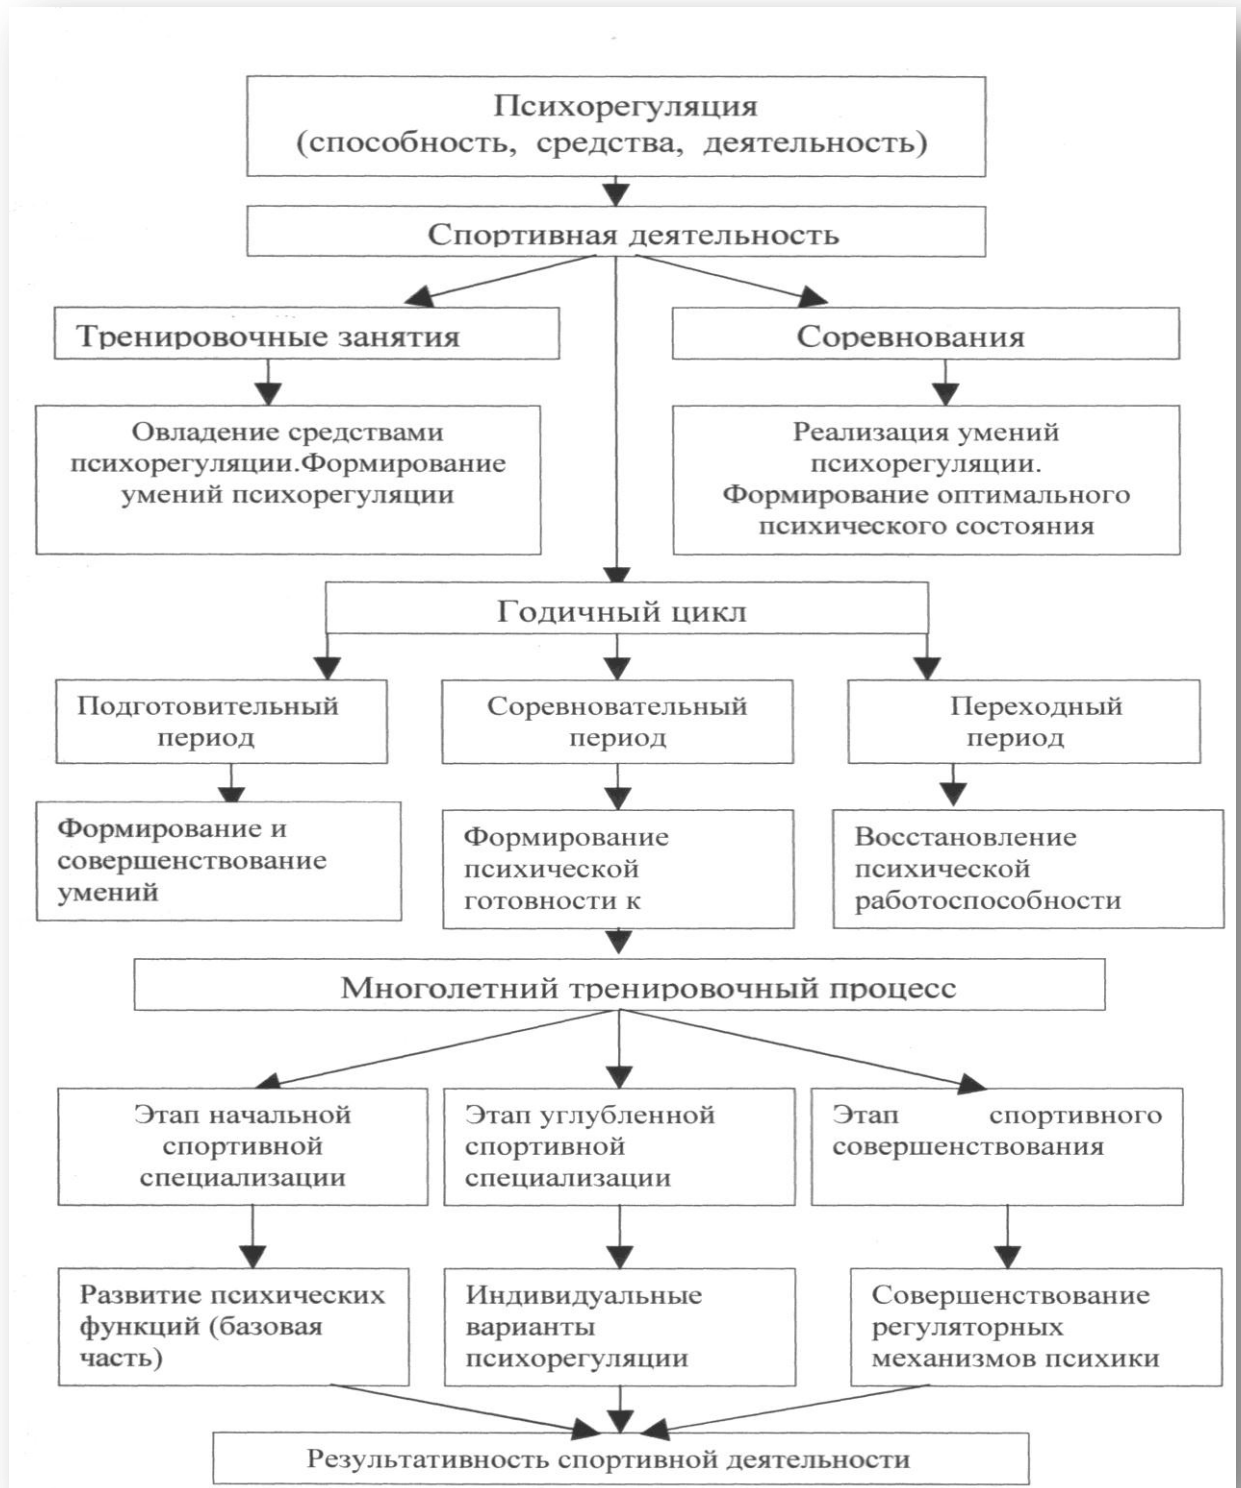 Психорегуляция
(способность, средства, деятельность)
Спортивная деятельность
Тренировочные занятия
Соревнования
Овладение средствами
психорегуляции.Формирование
умений психорегуляции
Реализация умений
психорегуляции.
Формирование оптимального
психического состояния
Годичный цикл
Подготовительный
период
Соревновательный
период
Переходный
период
Формирование и
совершенствование
умений
Формирование
психической
готовности к
Восстановление
психической
работоспособности
Многолетний тренировочный процесс
Этап начальной
спортивной
специализации
Этап углубленной
спортивной
специализации
Этап спортивного
совершенствования
Развитие психических
функций (базовая
часть)
Индивидуальные
варианты
психорегуляции
Совершенствование
регуляторных
механизмов психики
Результативность спортивной деятельности